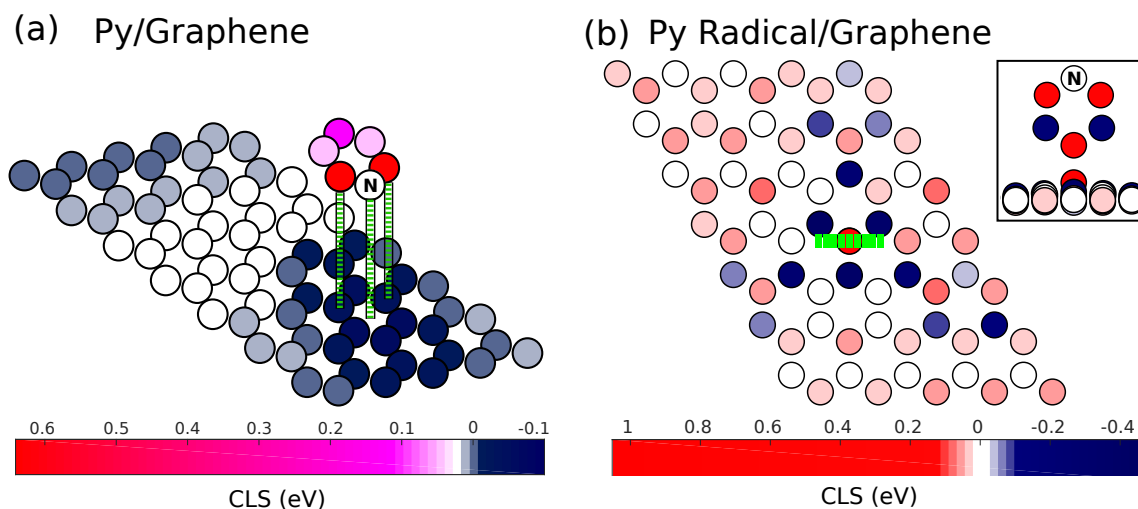 (a) Py/Graphene
N
0.6 0.5 0.4 0.3 0.2 0.1 0 -0.1
CLS (eV)
(b) Py Radical/Graphene
N
1 0.8 0.6 0.4 0.2 0 -0.2 -0.4
CLS (eV)